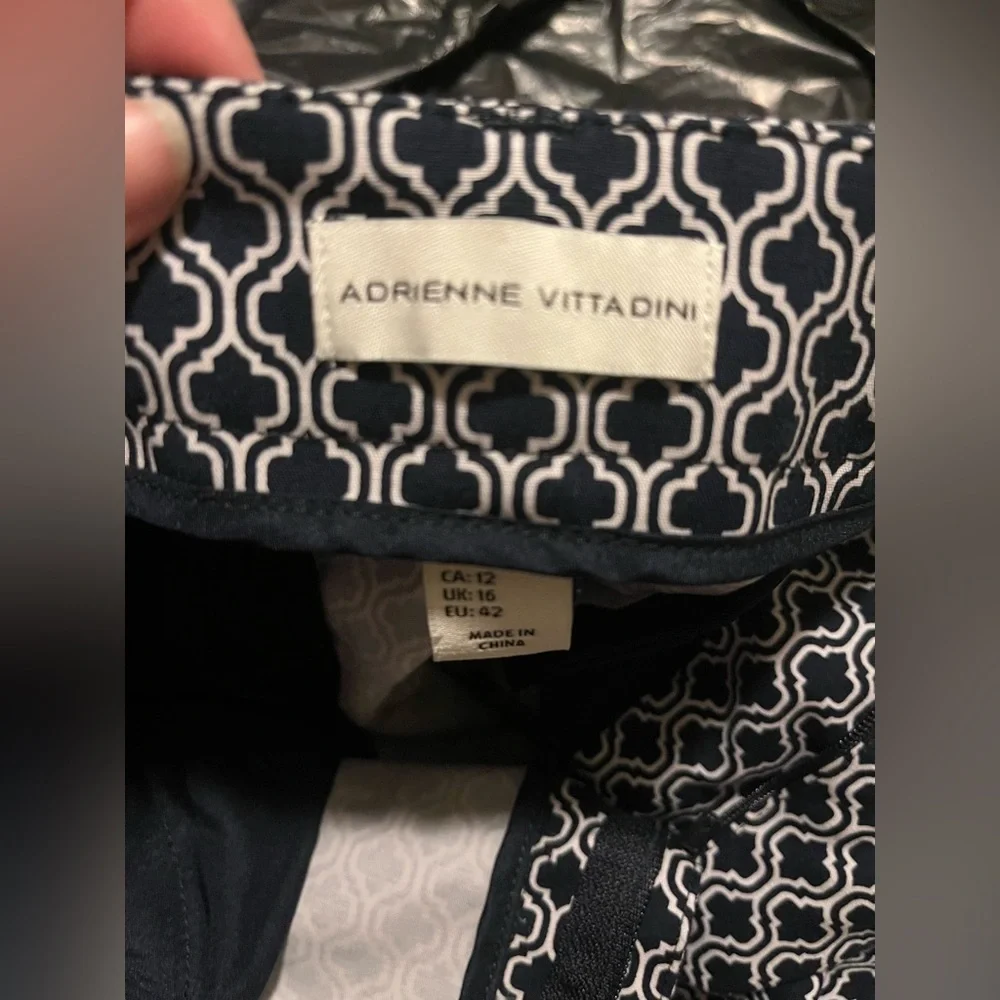 ADRIENNE VITTADINI
CA: 12
UK: 16
EU: 42
MADE IN
CHINA